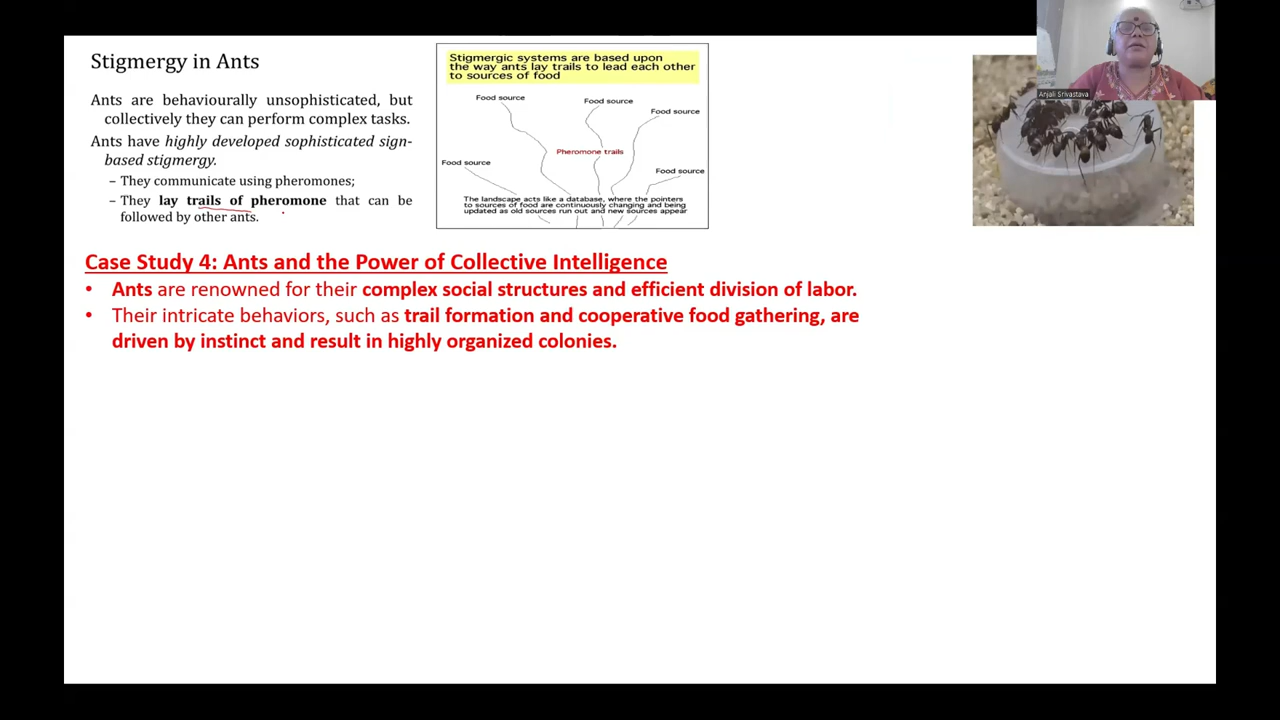 Stigmergy in Ants
Ants are behaviourally unsophisticated, but
collectively they can perform complex tasks.
Ants have highly developed sophisticated sign-
based stigmergy.
– They communicate using pheromones;
– They lay trails of pheromone that can be
followed by other ants.
Stigmergic systems are based upon
the way ants lay trails to lead each other
to sources of food
Food source
Food source
Food source
Pheromone trails
Food source
Food source
The landscape acts like a database, where the pointers
to sources of food are continuously changing and being
updated as old sources run out and new sources appear
Anjali Srivastava
Case Study 4: Ants and the Power of Collective Intelligence
• Ants are renowned for their complex social structures and efficient division of labor.
• Their intricate behaviors, such as trail formation and cooperative food gathering, are
driven by instinct and result in highly organized colonies.